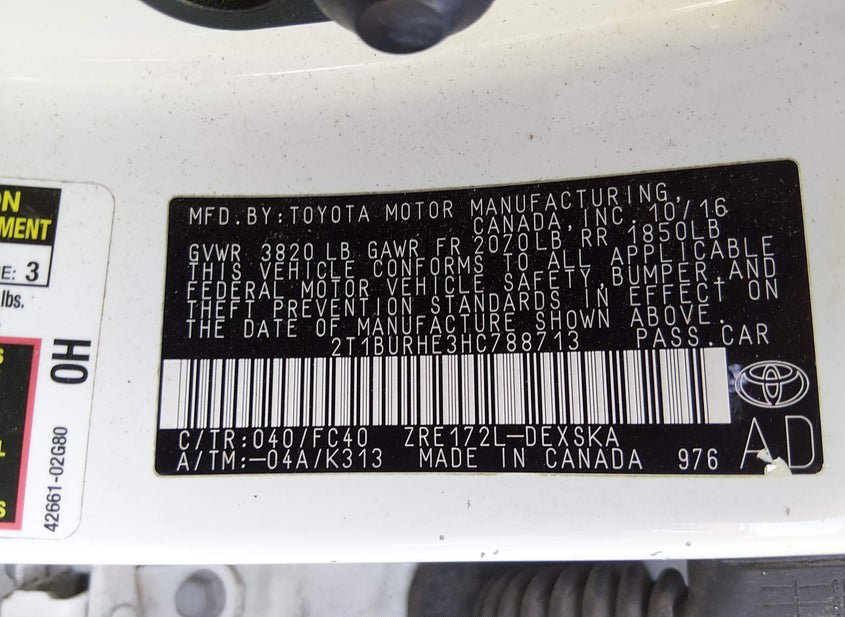 ON
MENT
E: 3
lbs.
OH
42661-02G80
MFD.BY:TOYOTA MOTOR MANUFACTURING,
CANADA, INC. 10/16
GVWR 3820 LB GAWR FR 2070LB, RR 1850LB
THIS VEHICLE CONFORMS TO ALL APPLICABLE
FEDERAL MOTOR VEHICLE SAFETY,BUMPER,AND
THEFT PREVENTION STANDARDS IN EFFECT ON
THE DATE OF MANUFACTURE SHOWN ABOVE.
2T1BURHE3HC788713 PASS.CAR
C/TR:040/FC40 ZRE172L-DEXSKA
A/TM:-04A/K313 MADE IN CANADA 976
AD